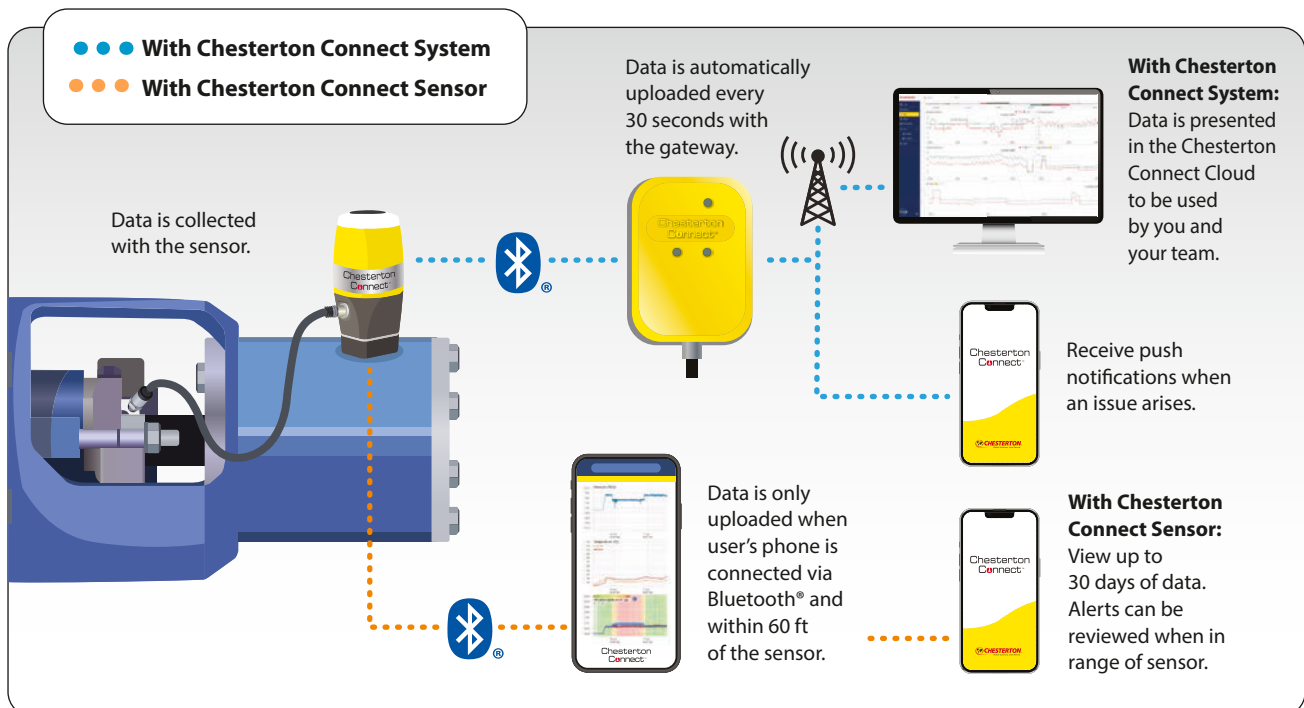 With Chesterton Connect System
With Chesterton Connect Sensor
Data is collected
with the sensor.
Chesterton
Connect™
®
Data is automatically
uploaded every
30 seconds with
the gateway.
Chesterton
Connect®
With Chesterton
Connect System:
Data is presented
in the Chesterton
Connect Cloud
to be used
by you and
your team.
Chesterton
Connect™
CHESTERTON
Receive push
notifications when
an issue arises.
®
Chesterton
Connect™
Data is only
uploaded when
user's phone is
connected via
Bluetooth® and
within 60 ft
of the sensor.
Chesterton
Connect™
CHESTERTON
With Chesterton
Connect Sensor:
View up to
30 days of data.
Alerts can be
reviewed when in
range of sensor.